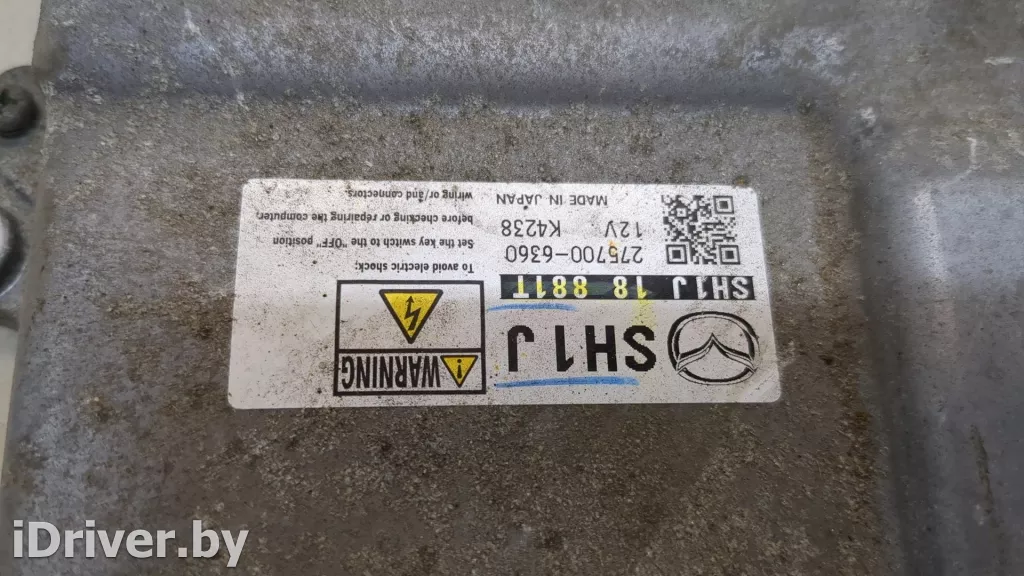 SH1J
WARNING
SH1J 18 881T
275700-6360
12V K4238
MADE IN JAPAN
To avoid electric shock;
Set the key switch to the "OFF" position
before checking or repairing the computer,
wiring or/and connectors.
iDriver.by